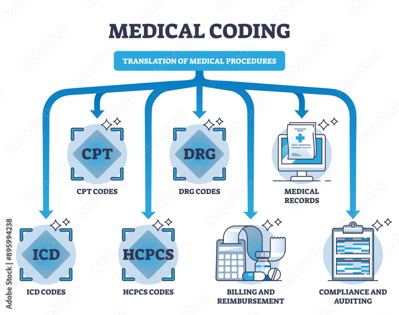 MEDICAL CODING
TRANSLATION OF MEDICAL PROCEDURES
CPT
DRG
CPT CODES
DRG CODES
MEDICAL
RECORDS
ICD
HCPCS
ICD CODES
HCPCS CODES
BILLING AND
REIMBURSEMENT
COMPLIANCE AND
AUDITING
Adobe Stock | #895994238